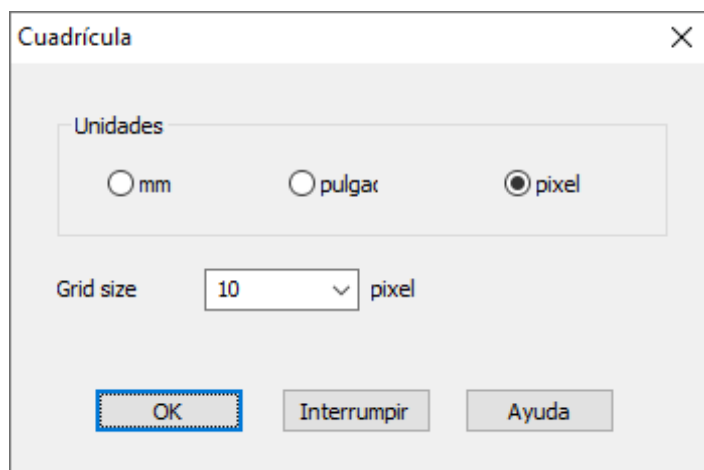 Cuadrícula
Unidades
mm pulgac pixel
Grid size 10 pixel
OK Interrumpir Ayuda